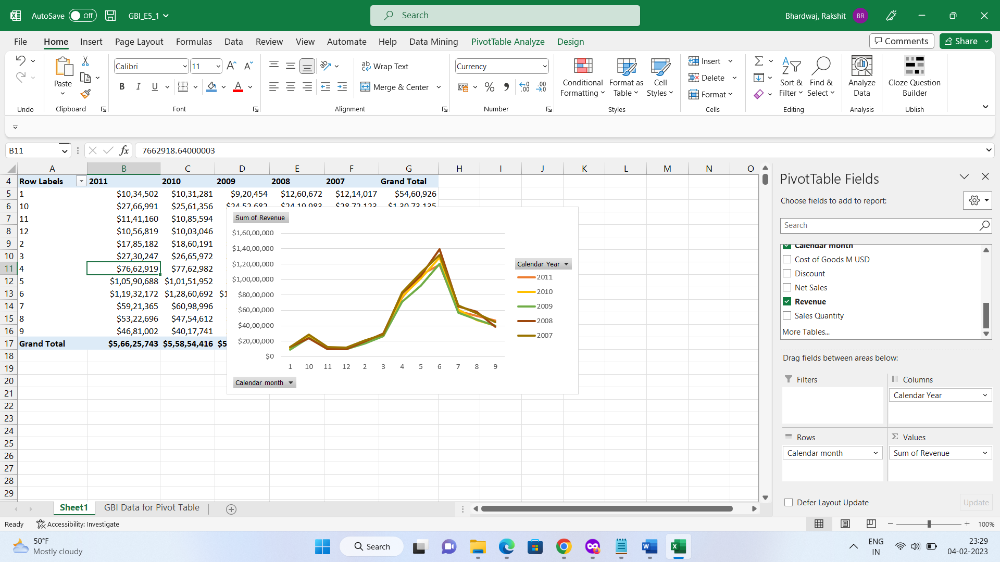 AutoSave Off GBI_E5_1 Search Bhardwaj, Rakshit BR
File Home Insert Page Layout Formulas Data Review View Automate Help Data Mining PivotTable Analyze Design Comments Share
Paste
Calibri 11
B I U
Wrap Text
Merge & Center
Currency
Conditional Formatting
Format as Table
Cell Styles
Insert
Delete
Format
Sort & Filter
Find & Select
Analyze Data
Cloze Question Builder
Undo Clipboard Font Alignment Number Styles Cells Editing Analysis Ublish
B11 fx 7662918.64000003
A B C D E F G H I J K L M N O
4 Row Labels 2011 2010 2009 2008 2007 Grand Total
5 1 $10,34,502 $10,31,281 $9,20,454 $12,60,672 $12,14,017 $54,60,926
6 10 $27,66,991 $25,61,356 $24,52,682 $24,19,983 $28,72,123 $1,30,73,135
7 11 $11,41,160 $10,85,594
8 12 $10,56,819 $10,03,046
9 2 $17,85,182 $18,60,191
10 3 $27,30,247 $26,65,972
11 4 $76,62,919 $77,62,982
12 5 $1,05,90,688 $1,01,51,952
13 6 $1,19,32,172 $1,28,60,692 $1
14 7 $59,21,365 $60,98,996
15 8 $53,22,696 $47,54,612
16 9 $46,81,002 $40,17,741
17 Grand Total $5,66,25,743 $5,58,54,416 $5
18
19
20
21
22
23
24
25
26
27
28
29
Sum of Revenue
$1,60,00,000
$1,40,00,000
$1,20,00,000
$1,00,00,000
$80,00,000
$60,00,000
$40,00,000
$20,00,000
$0
1 10 11 12 2 3 4 5 6 7 8 9
Calendar month
Calendar Year
2011
2010
2009
2008
2007
PivotTable Fields
Choose fields to add to report:
Search
Calendar month
Cost of Goods M USD
Discount
Net Sales
Revenue
Sales Quantity
More Tables...
Drag fields between areas below:
Filters Columns
Calendar Year
Rows Values
Calendar month Sum of Revenue
Defer Layout Update Update
Sheet1 GBI Data for Pivot Table
Ready Accessibility: Investigate 100%
50°F
Mostly cloudy
Search
ENG
IN
23:29
04-02-2023